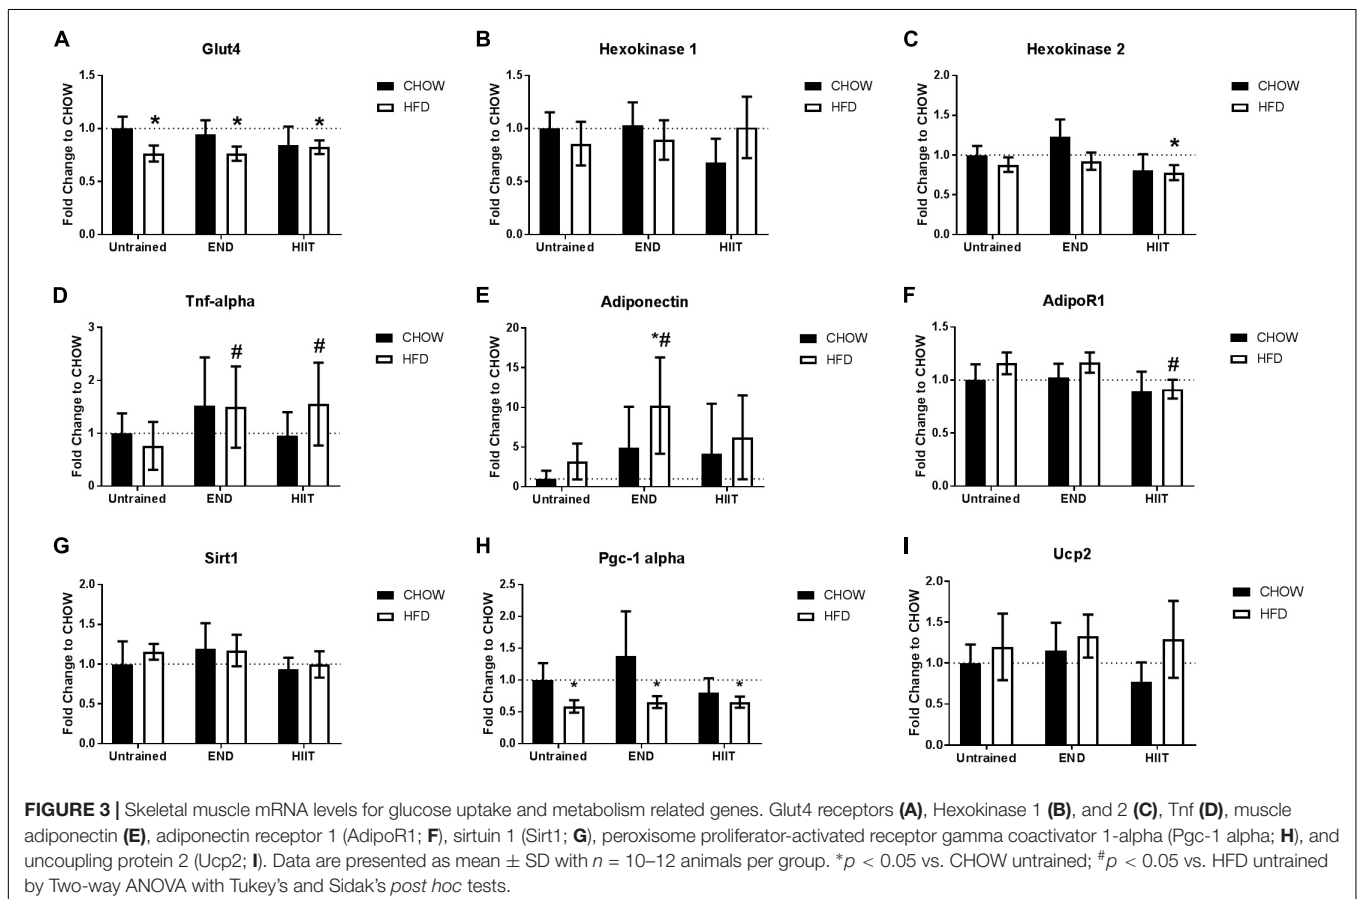 A
Glut4
Fold Change to CHOW
1.5
1.0
0.5
0.0
* * *
Untrained END HIIT
CHOW
HFD
B
Hexokinase 1
Fold Change to CHOW
1.5
1.0
0.5
0.0
Untrained END HIIT
CHOW
HFD
C
Hexokinase 2
Fold Change to CHOW
2.0
1.5
1.0
0.5
0.0
*
Untrained END HIIT
CHOW
HFD
D
Tnf-alpha
Fold Change to CHOW
3
2
1
0
# #
Untrained END HIIT
CHOW
HFD
E
Adiponectin
Fold Change to CHOW
20
15
10
5
0
*#
Untrained END HIIT
CHOW
HFD
F
AdipoR1
Fold Change to CHOW
1.5
1.0
0.5
0.0
#
Untrained END HIIT
CHOW
HFD
G
Sirt1
Fold Change to CHOW
2.0
1.5
1.0
0.5
0.0
Untrained END HIIT
CHOW
HFD
H
Pgc-1 alpha
Fold Change to CHOW
2.5
2.0
1.5
1.0
0.5
0.0
* * *
Untrained END HIIT
CHOW
HFD
I
Ucp2
Fold Change to CHOW
2.0
1.5
1.0
0.5
0.0
Untrained END HIIT
CHOW
HFD
FIGURE 3 | Skeletal muscle mRNA levels for glucose uptake and metabolism related genes. Glut4 receptors (A), Hexokinase 1 (B), and 2 (C), Tnf (D), muscle
adiponectin (E), adiponectin receptor 1 (AdipoR1; F), sirtuin 1 (Sirt1; G), peroxisome proliferator-activated receptor gamma coactivator 1-alpha (Pgc-1 alpha; H), and
uncoupling protein 2 (Ucp2; I). Data are presented as mean ± SD with n = 10–12 animals per group. *p < 0.05 vs. CHOW untrained; #p < 0.05 vs. HFD untrained
by Two-way ANOVA with Tukey's and Sidak's post hoc tests.